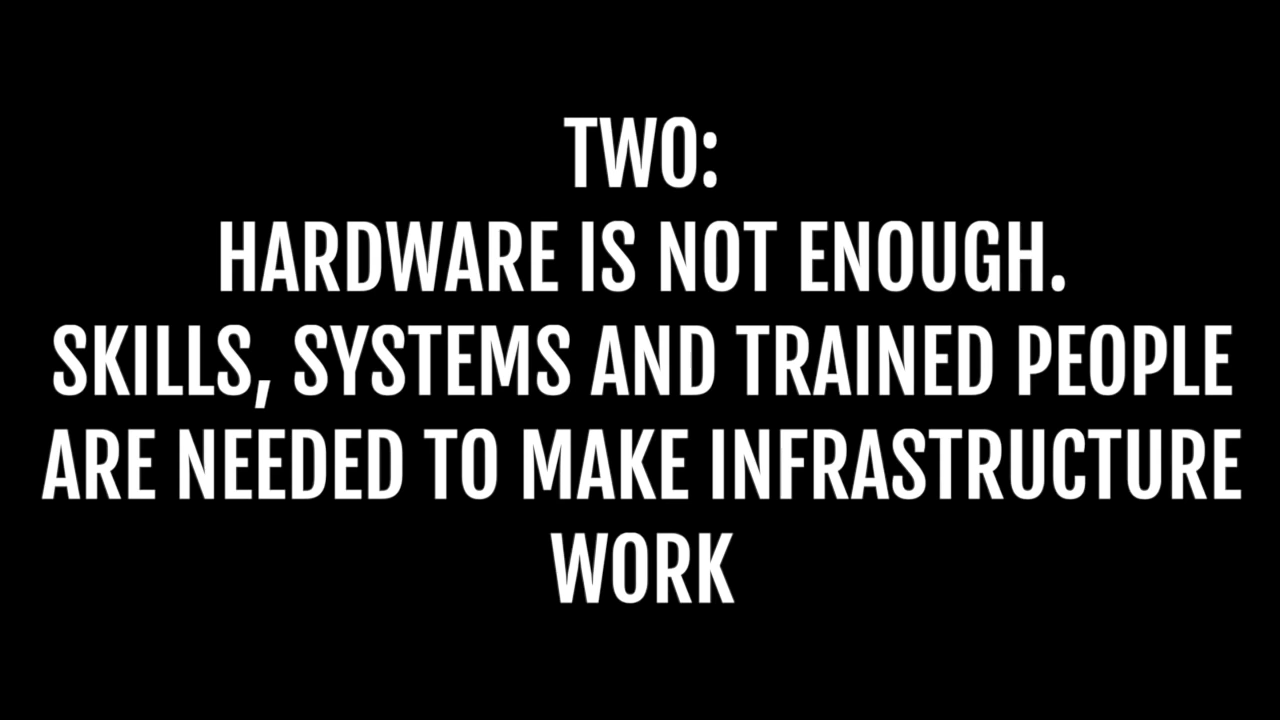 TWO:
HARDWARE IS NOT ENOUGH.
SKILLS, SYSTEMS AND TRAINED PEOPLE
ARE NEEDED TO MAKE INFRASTRUCTURE
WORK